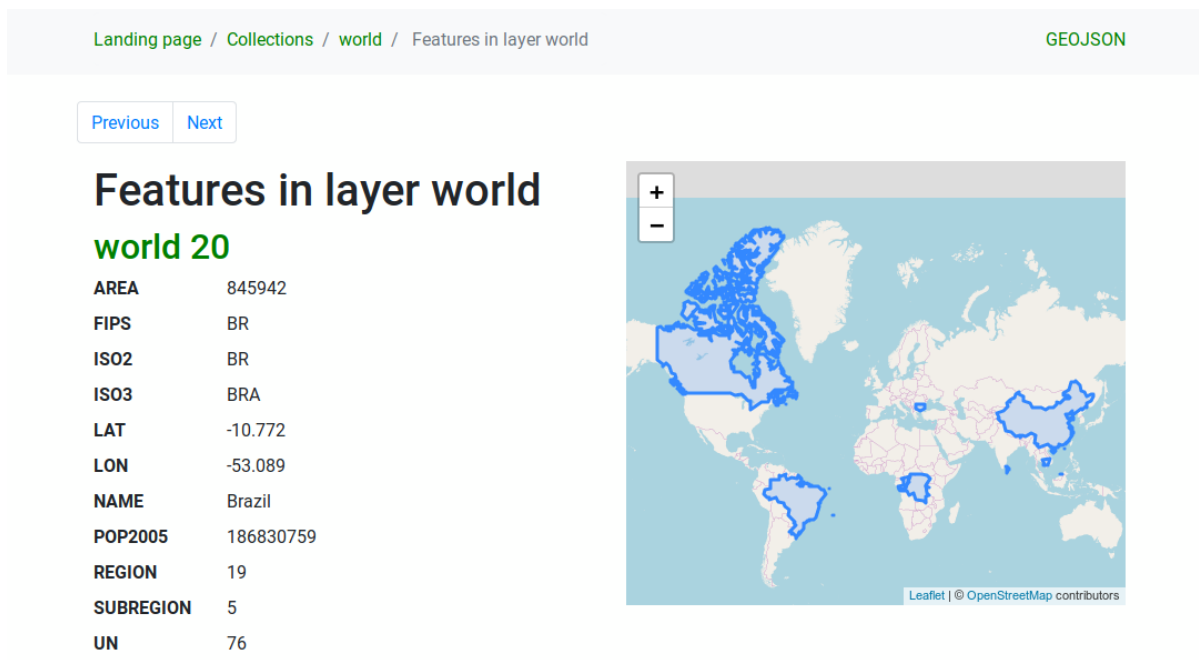 Landing page / Collections / world / Features in layer world GEOJSON
Previous Next
Features in layer world
world 20
AREA 845942
FIPS BR
ISO2 BR
ISO3 BRA
LAT -10.772
LON -53.089
NAME Brazil
POP2005 186830759
REGION 19
SUBREGION 5
UN 76
+
−
Leaflet | © OpenStreetMap contributors